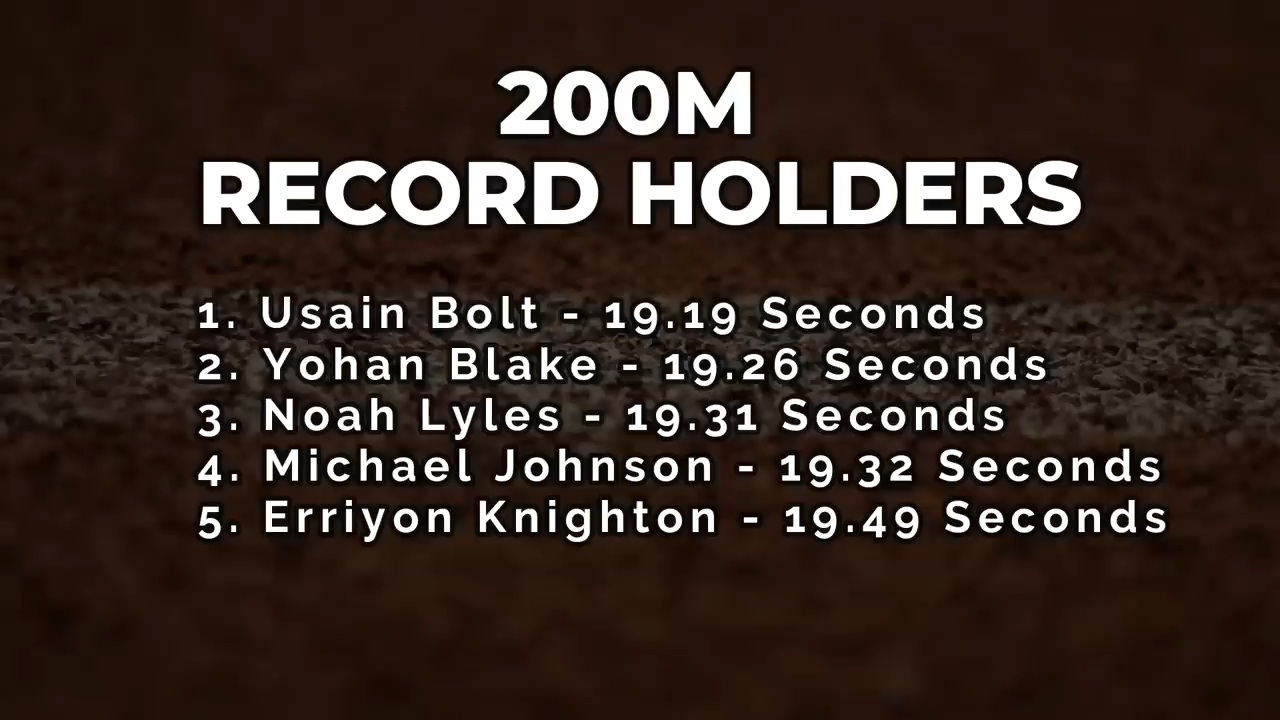 200M
RECORD HOLDERS
1. Usain Bolt - 19.19 Seconds
2. Yohan Blake - 19.26 Seconds
3. Noah Lyles - 19.31 Seconds
4. Michael Johnson - 19.32 Seconds
5. Erriyon Knighton - 19.49 Seconds